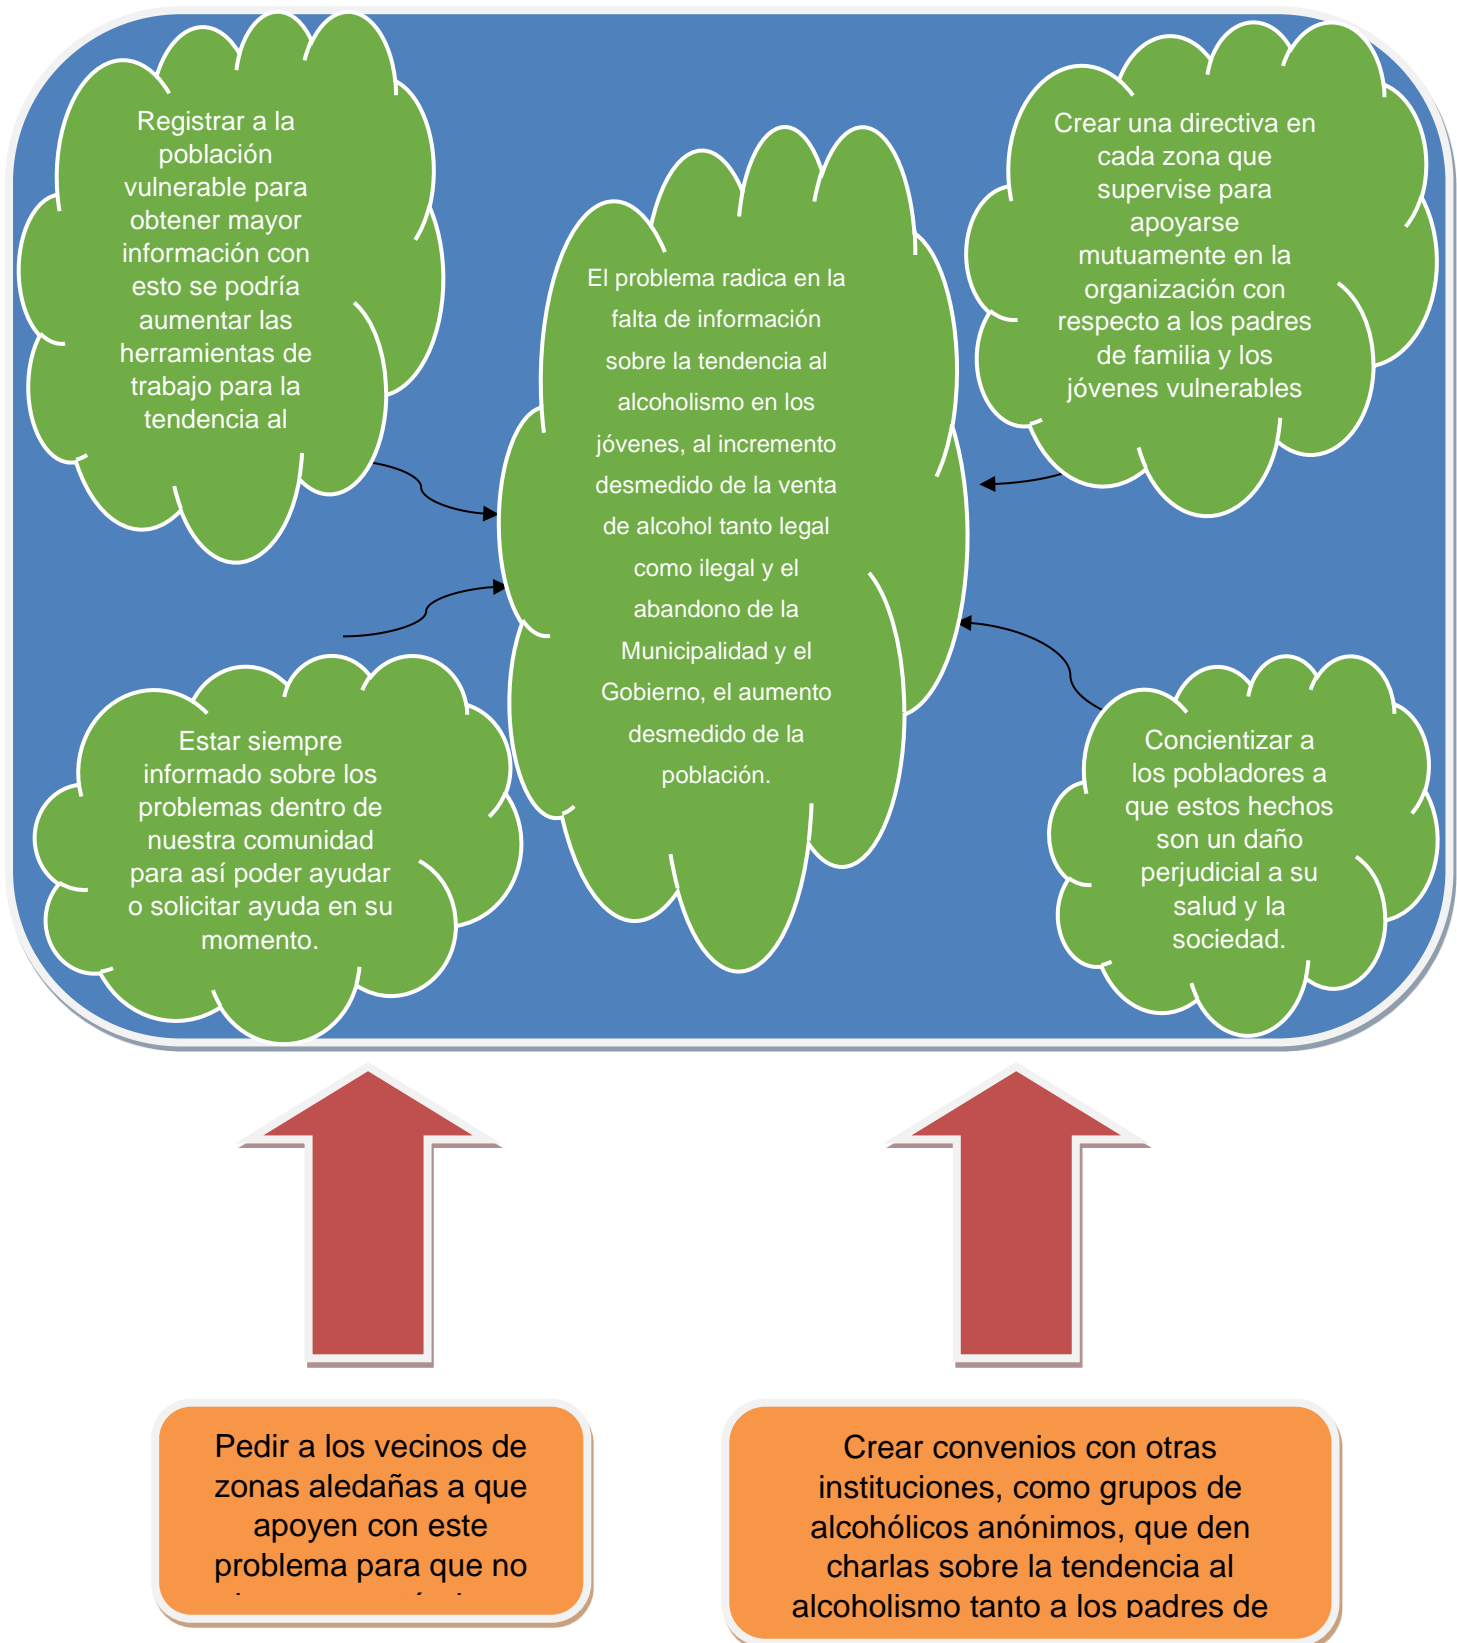 Registrar a la
población
vulnerable para
obtener mayor
información con
esto se podría
aumentar las
herramientas de
trabajo para la
tendencia al
El problema radica en la
falta de información
sobre la tendencia al
alcoholismo en los
jóvenes, al incremento
desmedido de la venta
de alcohol tanto legal
como ilegal y el
abandono de la
Municipalidad y el
Gobierno, el aumento
desmedido de la
población.
Crear una directiva en
cada zona que
supervise para
apoyarse
mutuamente en la
organización con
respecto a los padres
de familia y los
jóvenes vulnerables
Estar siempre
informado sobre los
problemas dentro de
nuestra comunidad
para así poder ayudar
o solicitar ayuda en su
momento.
Concientizar a
los pobladores a
que estos hechos
son un daño
perjudicial a su
salud y la
sociedad.
Pedir a los vecinos de
zonas aledañas a que
apoyen con este
problema para que no
Crear convenios con otras
instituciones, como grupos de
alcohólicos anónimos, que den
charlas sobre la tendencia al
alcoholismo tanto a los padres de